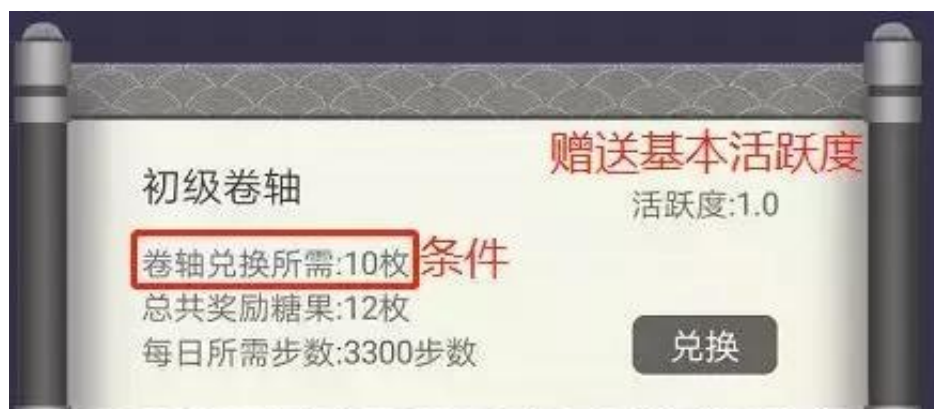 赠送基本活跃度
初级卷轴
活跃度:1.0
卷轴兑换所需:10枚 条件
总共奖励糖果:12枚
每日所需步数:3300步数
兑换